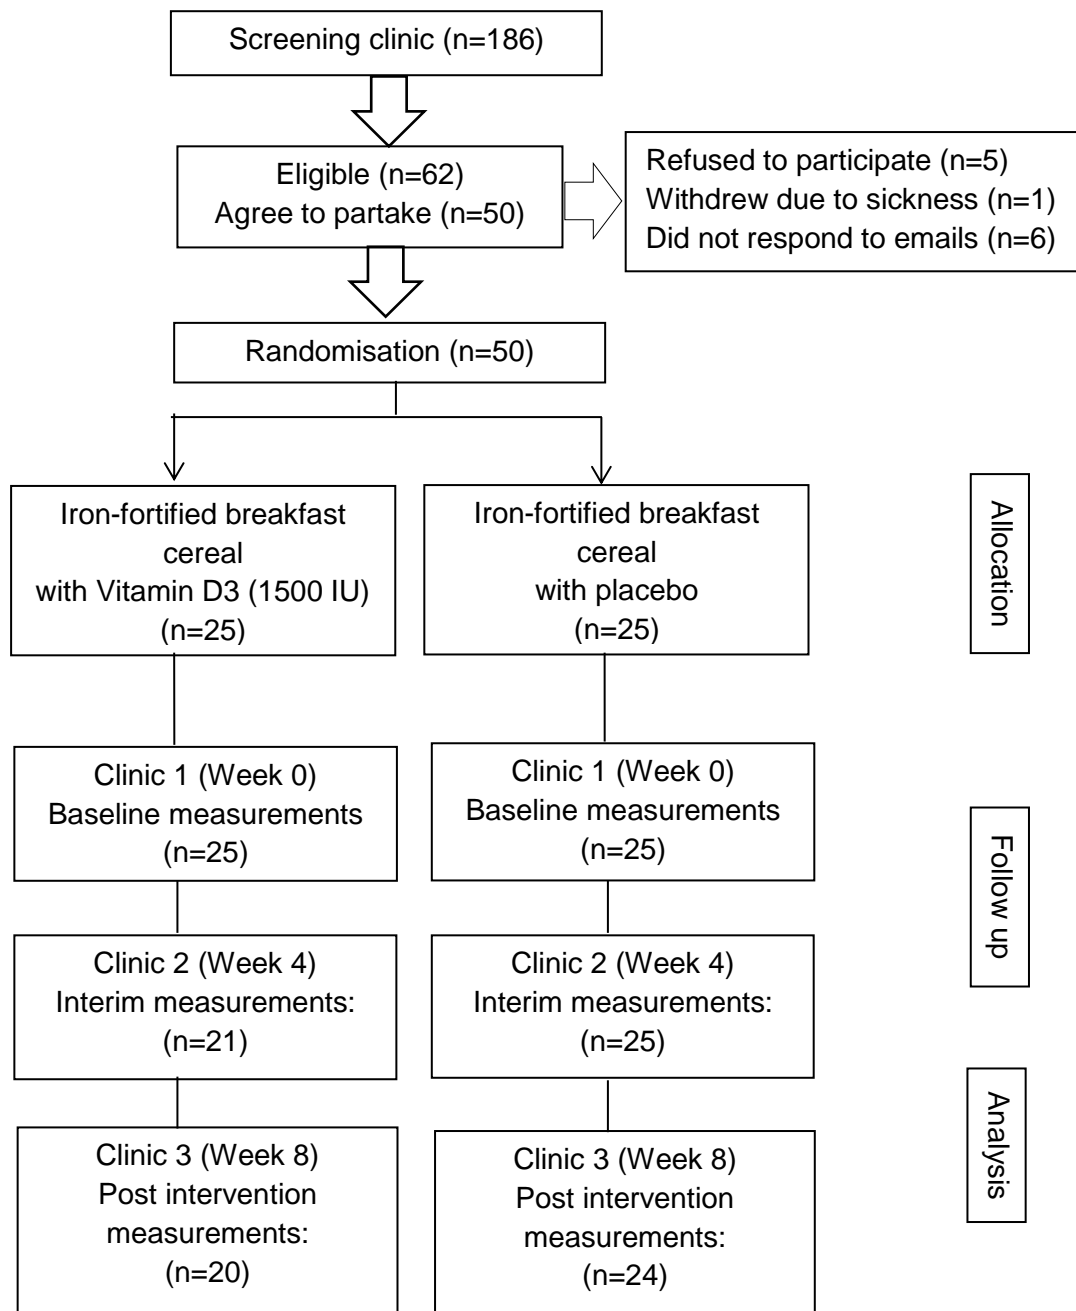 Screening clinic (n=186)
Eligible (n=62)
Agree to partake (n=50)
Refused to participate (n=5)
Withdrew due to sickness (n=1)
Did not respond to emails (n=6)
Randomisation (n=50)
Iron-fortified breakfast
cereal
with Vitamin D3 (1500 IU)
(n=25)
Iron-fortified breakfast
cereal
with placebo
(n=25)
Allocation
Clinic 1 (Week 0)
Baseline measurements
(n=25)
Clinic 1 (Week 0)
Baseline measurements
(n=25)
Follow up
Clinic 2 (Week 4)
Interim measurements:
(n=21)
Clinic 2 (Week 4)
Interim measurements:
(n=25)
Analysis
Clinic 3 (Week 8)
Post intervention
measurements:
(n=20)
Clinic 3 (Week 8)
Post intervention
measurements:
(n=24)